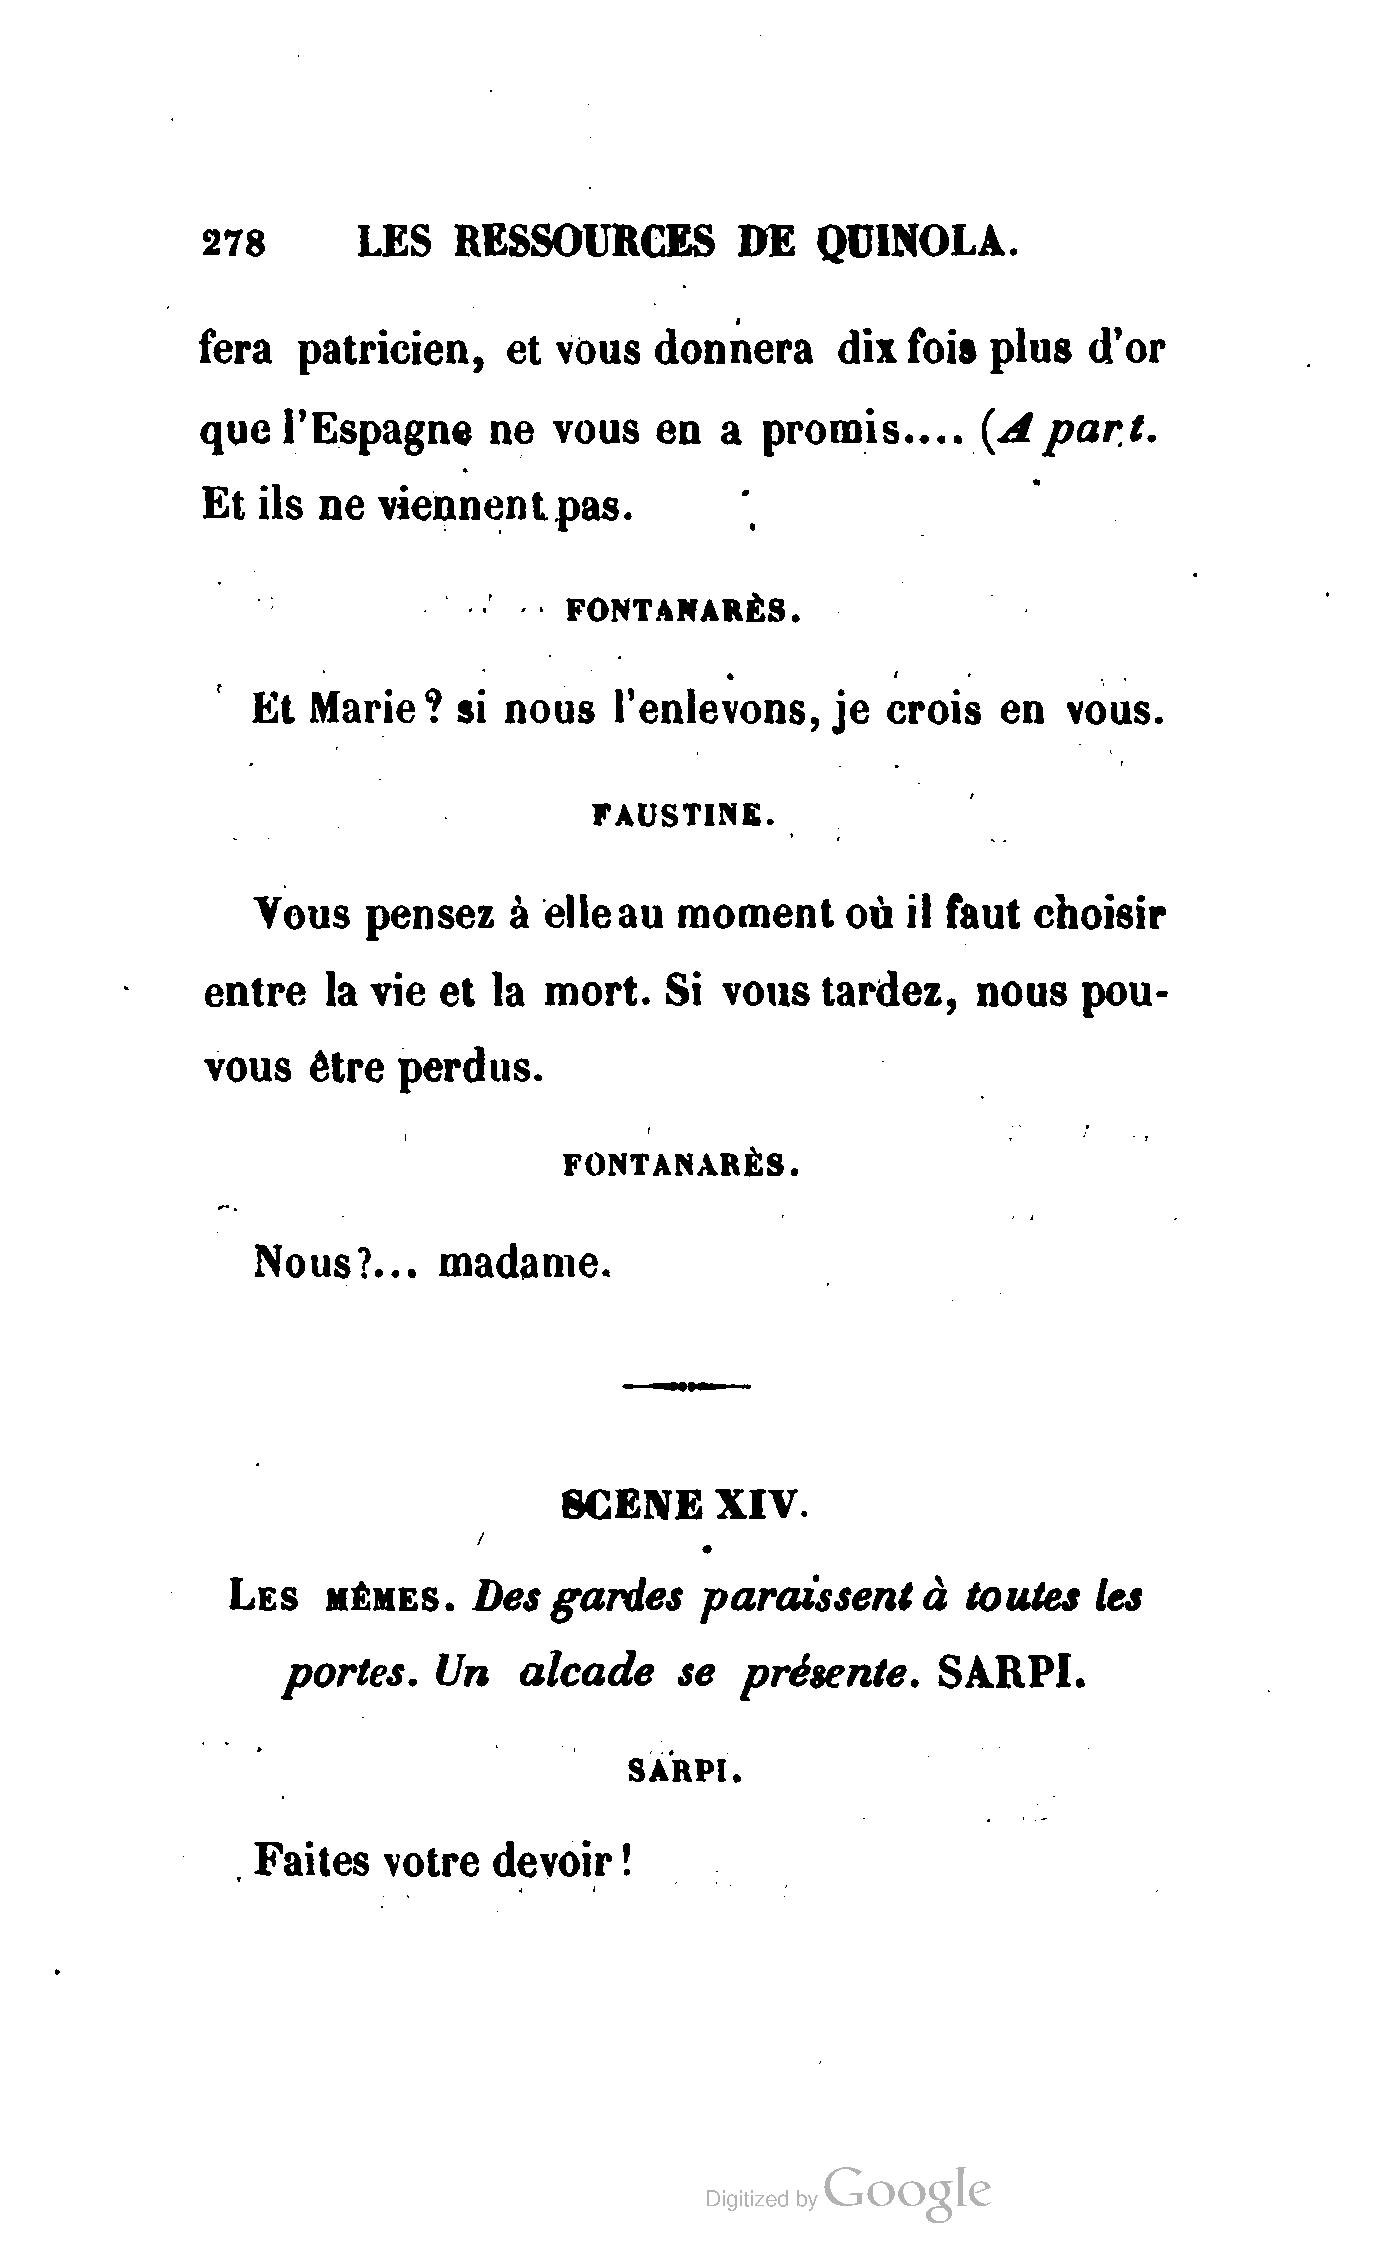 278 LES RESSOURCES DE QUINOLA.
fera patricien, et vous donnera dix fois plus d'or
que l'Espagne ne vous en a promis.... (A part.
Et ils ne viennent pas.
FONTANARÈS.
Et Marie? si nous l'enlevons, je crois en vous.
FAUSTINE.
Vous pensez à elle au moment où il faut choisir
entre la vie et la mort. Si vous tardez, nous pou-
vous être perdus.
FONTANARÈS.
Nous?... madame.
SCENE XIV.
LES MÊMES. Des gardes paraissent à toutes les
portes. Un alcade se présente. SARPI.
SARPI.
Faites votre devoir!
Digitized by Google